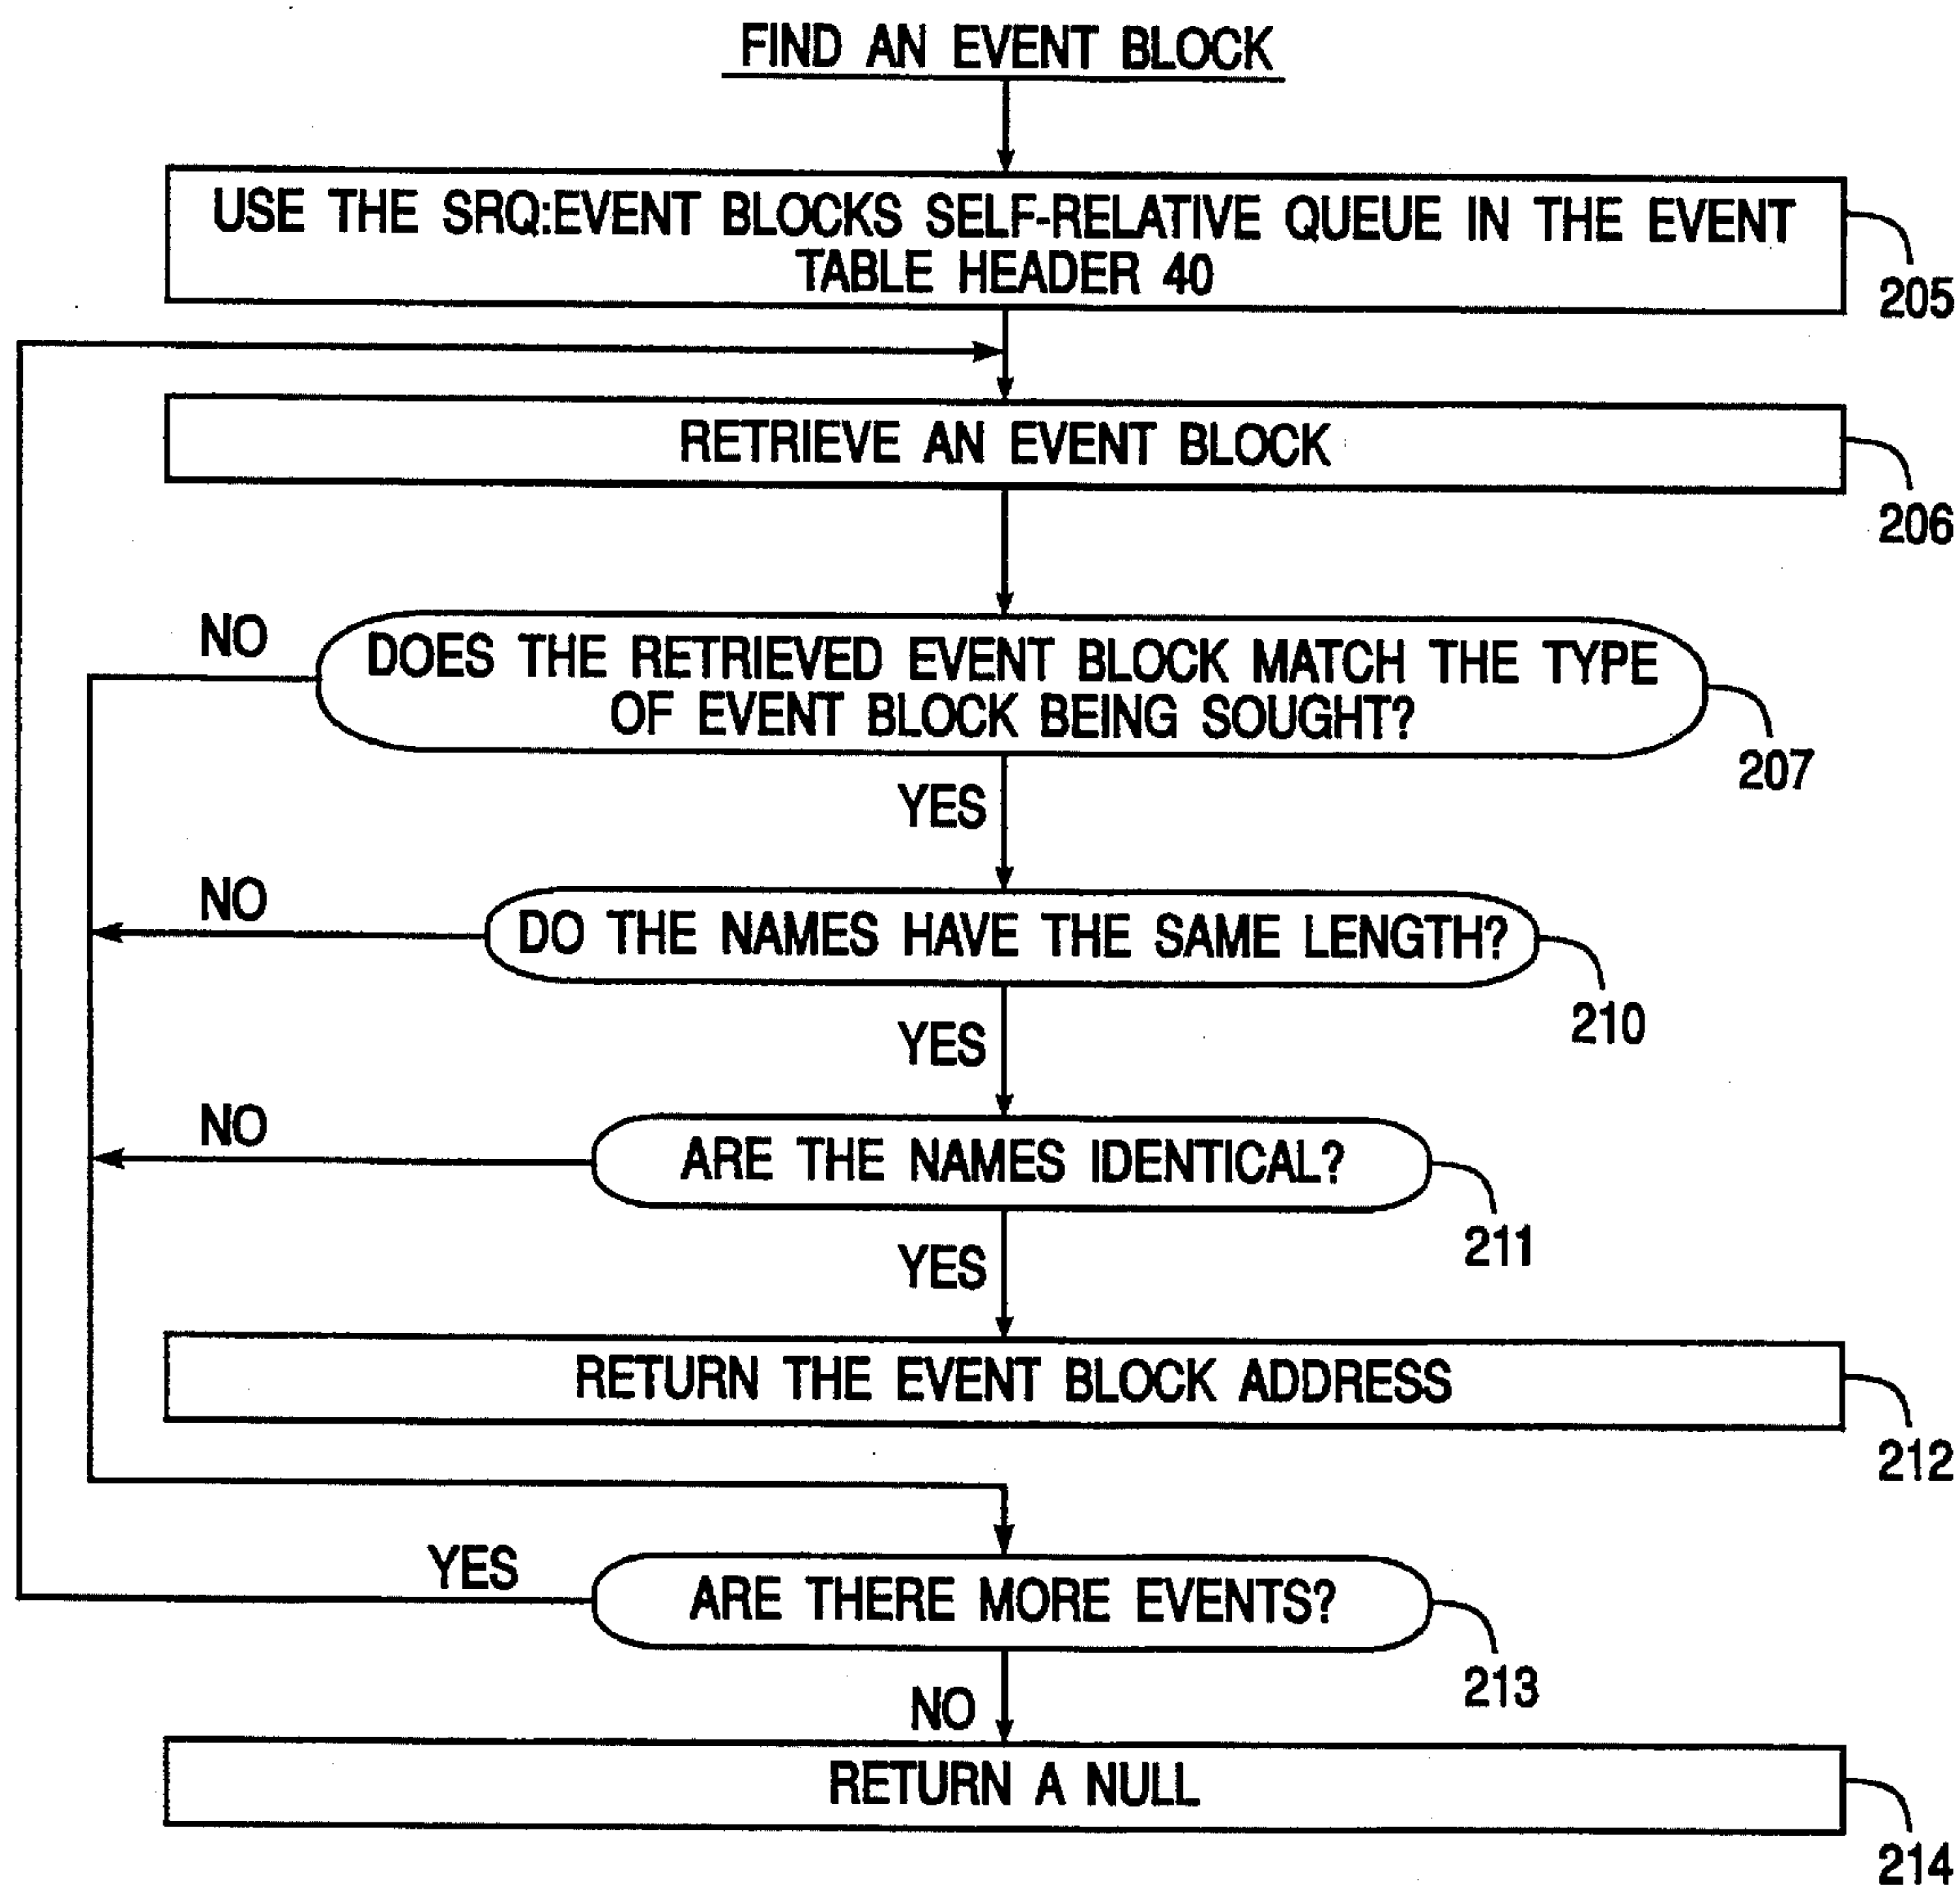 FIND AN EVENT BLOCK
USE THE SRQ:EVENT BLOCKS SELF-RELATIVE QUEUE IN THE EVENT
TABLE HEADER 40
205
RETRIEVE AN EVENT BLOCK
206
NO
DOES THE RETRIEVED EVENT BLOCK MATCH THE TYPE
OF EVENT BLOCK BEING SOUGHT?
207
YES
NO
DO THE NAMES HAVE THE SAME LENGTH?
210
YES
NO
ARE THE NAMES IDENTICAL?
211
YES
RETURN THE EVENT BLOCK ADDRESS
212
YES
ARE THERE MORE EVENTS?
213
NO
RETURN A NULL
214